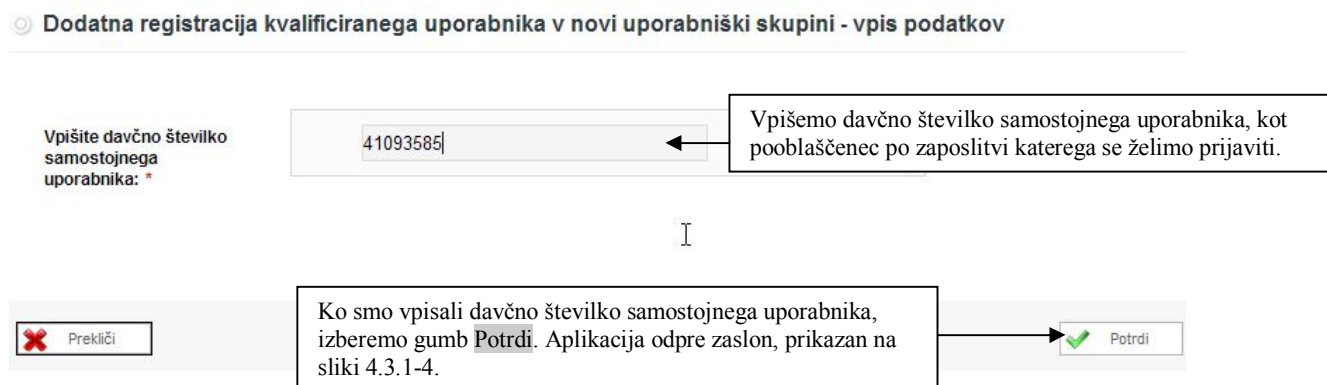 Dodatna registracija kvalificiranega uporabnika v novi uporabniški skupini - vpis podatkov
Vpišite davčno številko
samostojnega
uporabnika: *
41093585
Vpišemo davčno številko samostojnega uporabnika, kot
pooblaščenec po zaposlitvi katerega se želimo prijaviti.
Prekliči
Ko smo vpisali davčno številko samostojnega uporabnika,
izberemo gumb Potrdi. Aplikacija odpre zaslon, prikazan na
sliki 4.3.1-4.
Potrdi